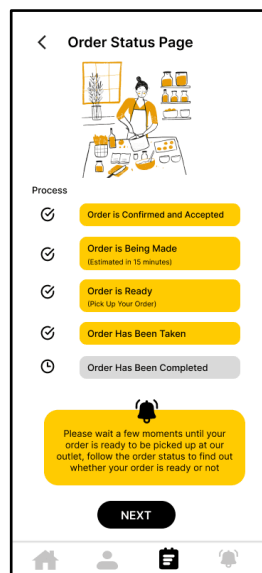 Order Status Page
Process
Order is Confirmed and Accepted
Order is Being Made
(Estimated in 15 minutes)
Order is Ready
(Pick Up Your Order)
Order Has Been Taken
Order Has Been Completed
Please wait a few moments until your
order is ready to be picked up at our
outlet, follow the order status to find out
whether your order is ready or not
NEXT